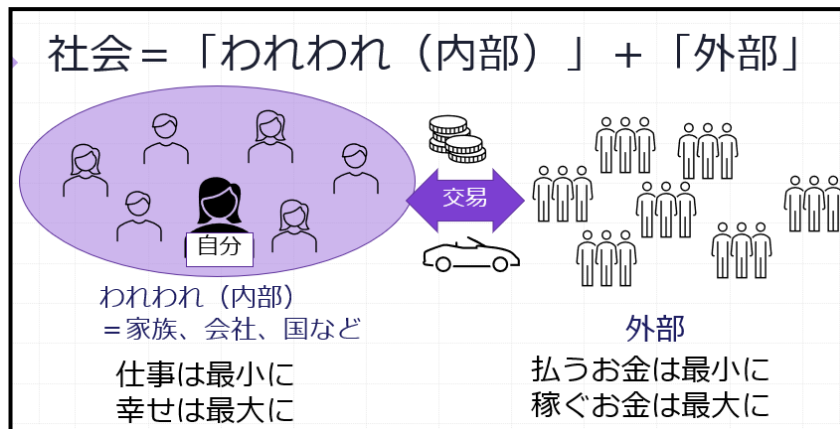 社会＝「われわれ（内部）」＋「外部」
交易
自分
われわれ（内部）
＝家族、会社、国など
仕事は最小に
幸せは最大に
外部
払うお金は最小に
稼ぐお金は最大に